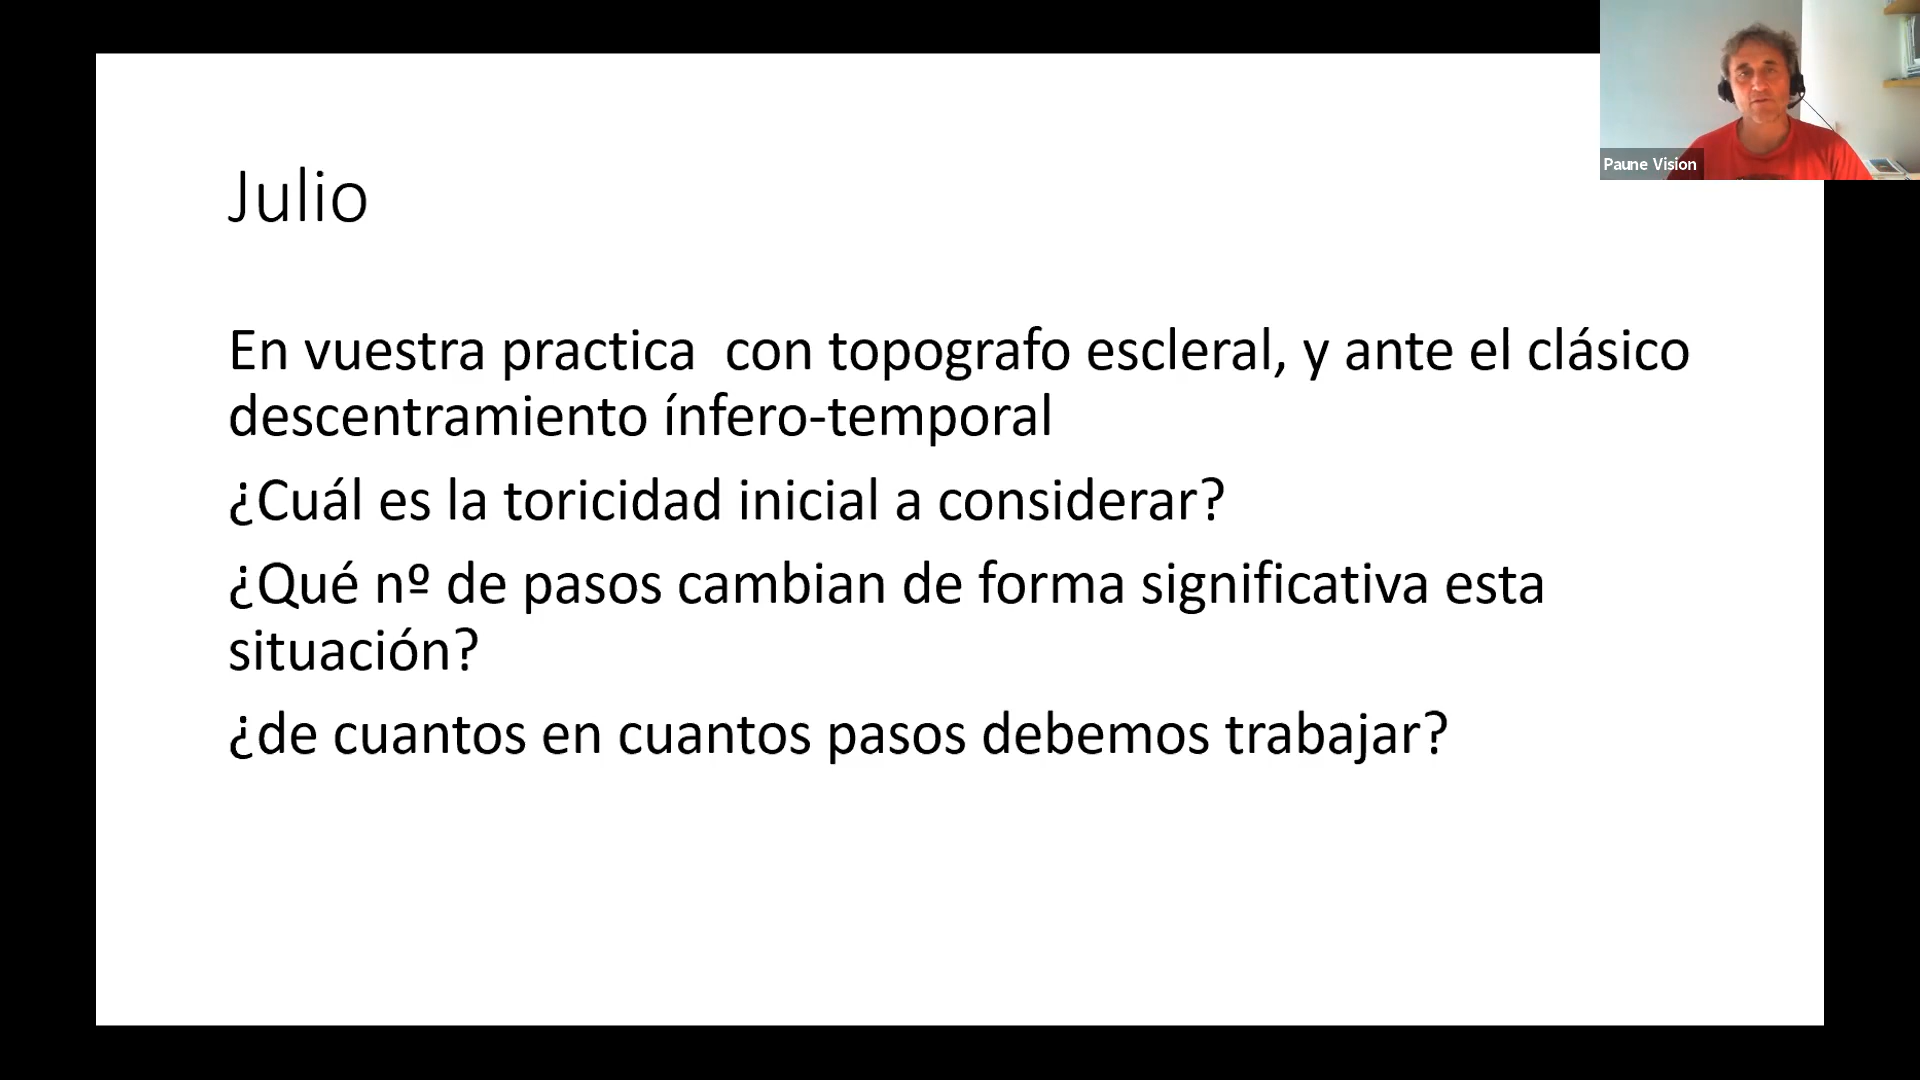 Paune Vision
Julio
En vuestra practica  con topografo escleral, y ante el clásico
descentramiento ínfero-temporal
¿Cuál es la toricidad inicial a considerar?
¿Qué nº de pasos cambian de forma significativa esta
situación?
¿de cuantos en cuantos pasos debemos trabajar?